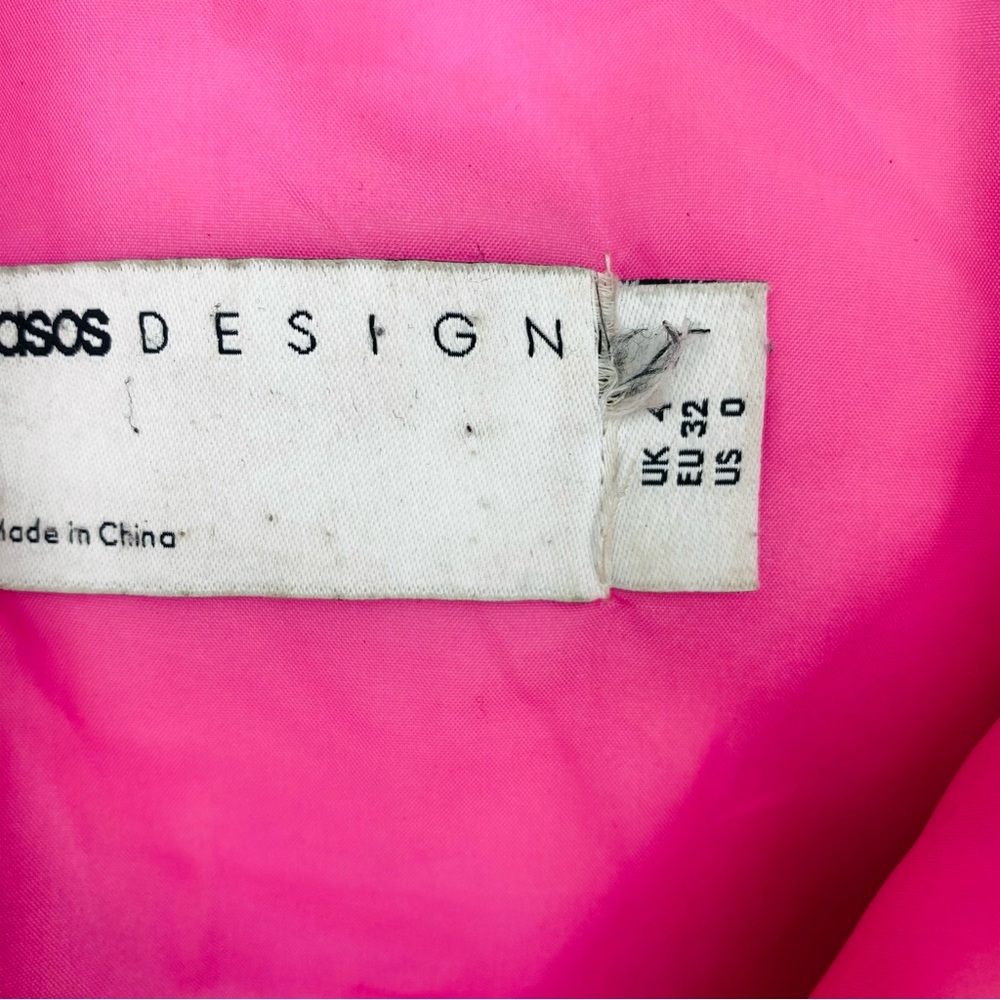 asos DESIGN
Made in China
UK 4
EU 32
US 0